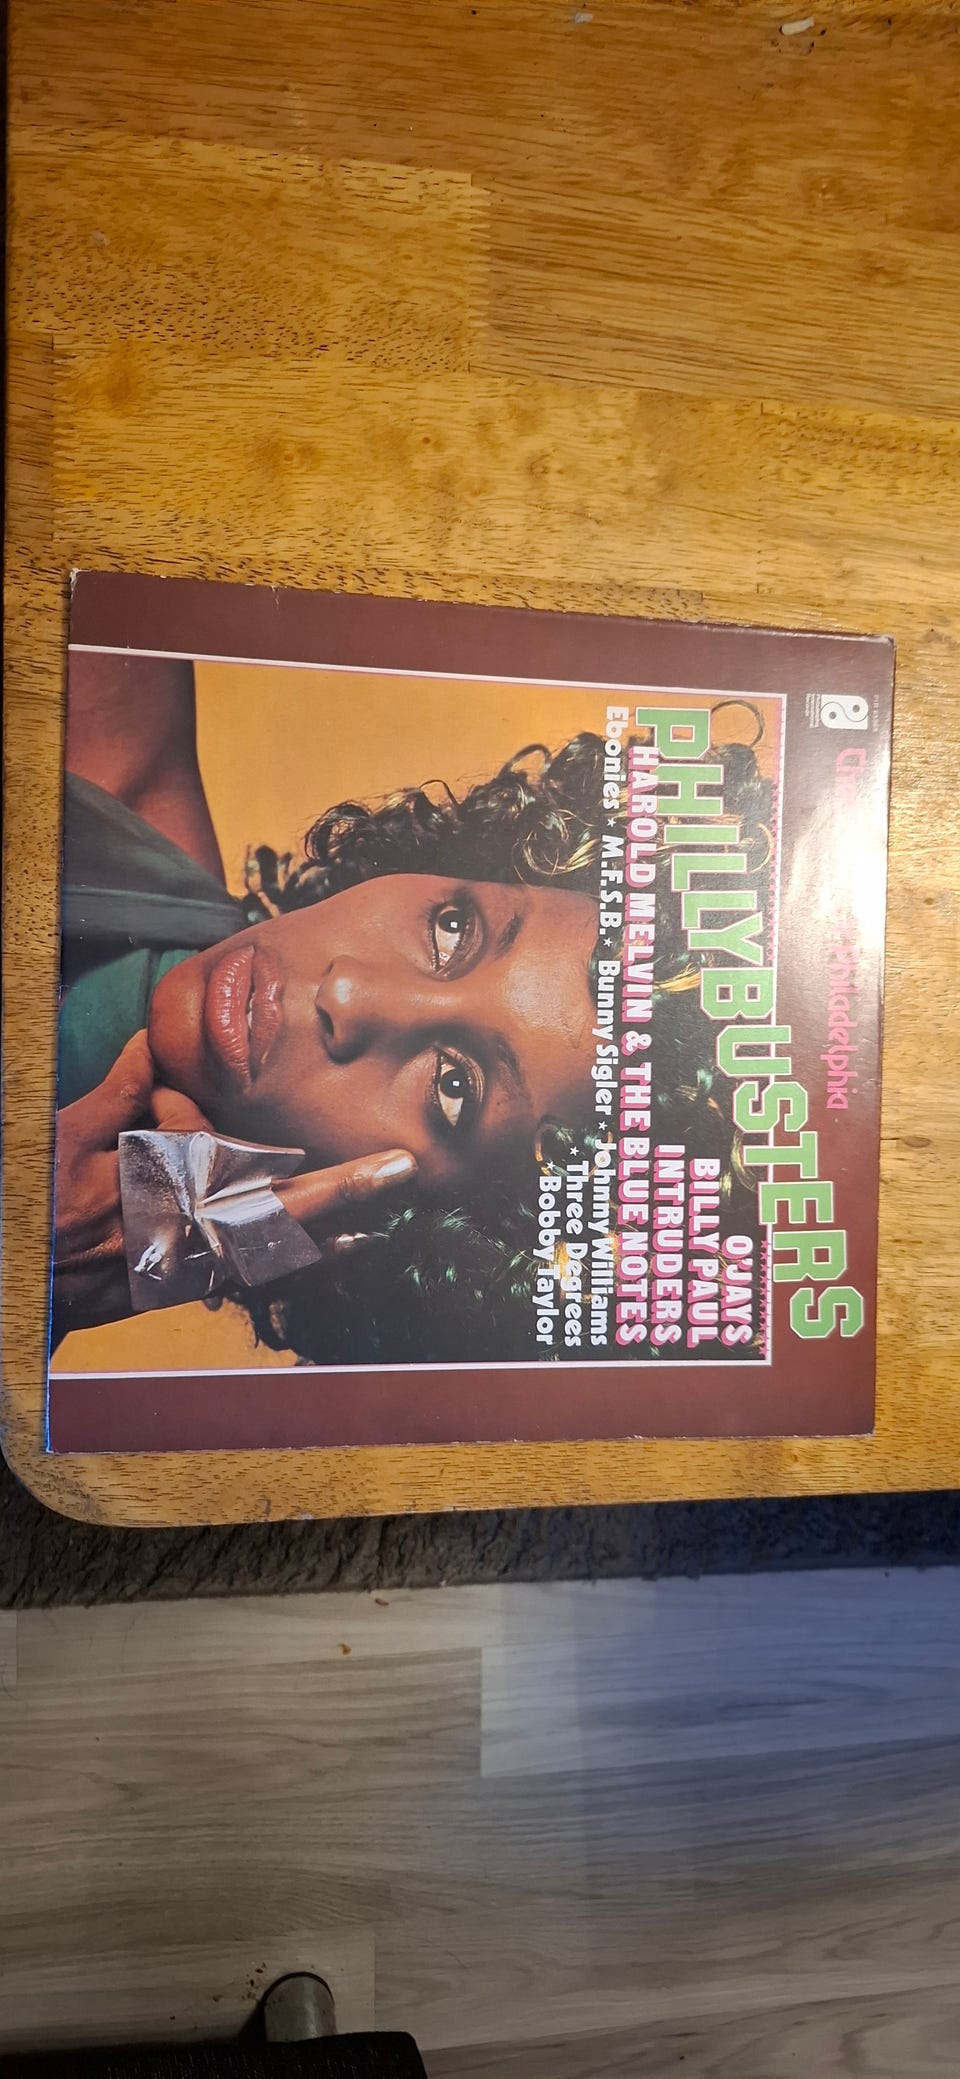 The
Philadelphia
PHILLYBUSTERS
O'JAYS
BILLY PAUL
INTRUDERS
HAROLD MELVIN & THE BLUE NOTES
Ebonies ★ M.F.S.B. ★ Bunny Sigler ★ Johnny Williams
★ Three Degrees
★ Bobby Taylor